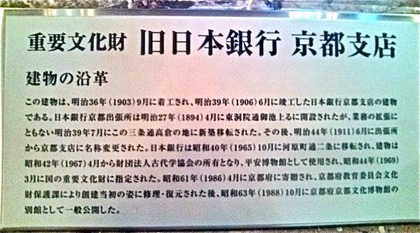 重要文化財 旧日本銀行 京都支店
建物の沿革
この建物は、明治36年(1903)9月に着工され、明治39年(1906)6月に竣工した日本銀行京都支店の建物
である。日本銀行京都出張所は明治27年(1894)4月に東洞院通御池上るに開設されたが、業務の拡張に
ともない明治39年7月にこの三条通高倉の地に新築移転された。その後、明治44年(1911)6月に出張所
から京都支店に名称変更された。日本銀行は昭和40年(1965)10月に河原町通二条に移転され、建物は
昭和42年(1967)4月から財団法人古代学協会の所有となり、平安博物館として使用され、昭和44年(1969)
3月に国の重要文化財に指定された。昭和61年(1986)4月に京都府に寄贈され、京都府教育委員会文化
財保護課により創建当初の姿に修理・復元された後、昭和63年(1988)10月に京都府京都文化博物館の
別館として一般公開した。